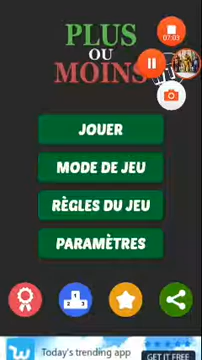 PLUS
OU
MOINS
07:03
JOUER
MODE DE JEU
RÈGLES DU JEU
PARAMÈTRES
Today's trending app
GET IT FREE